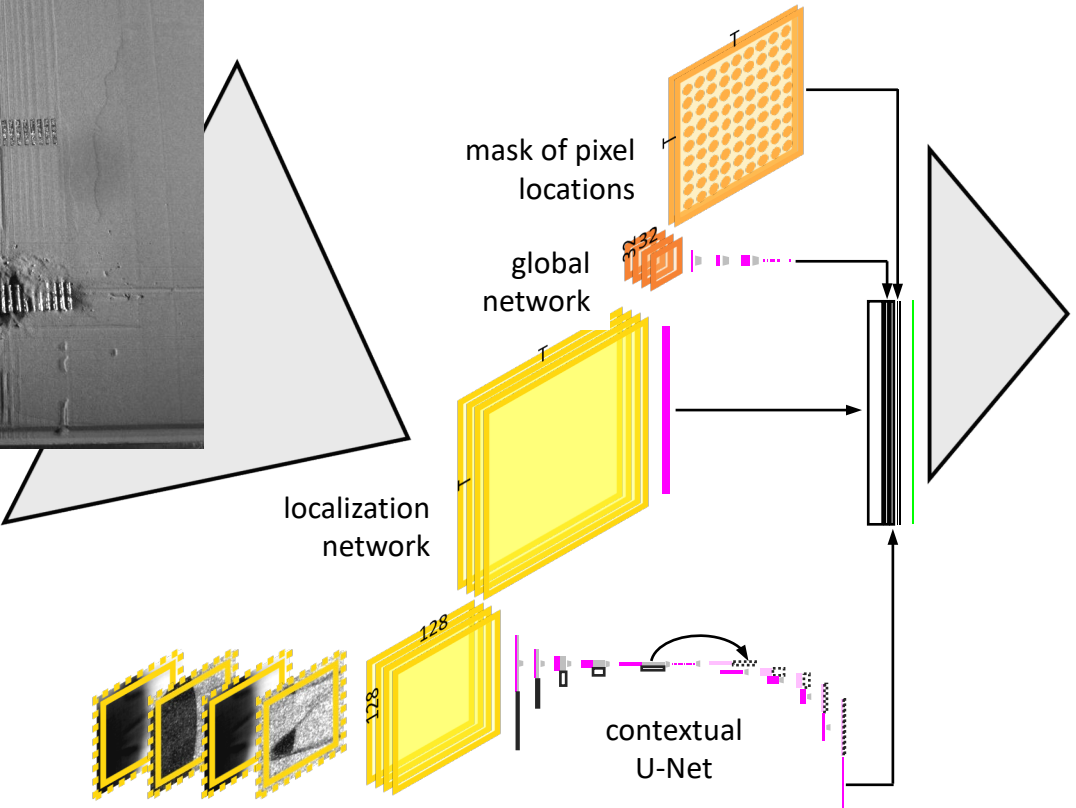 T
T
mask of pixel
locations
32
32
global
network
T
T
localization
network
128
128
contextual
U-Net